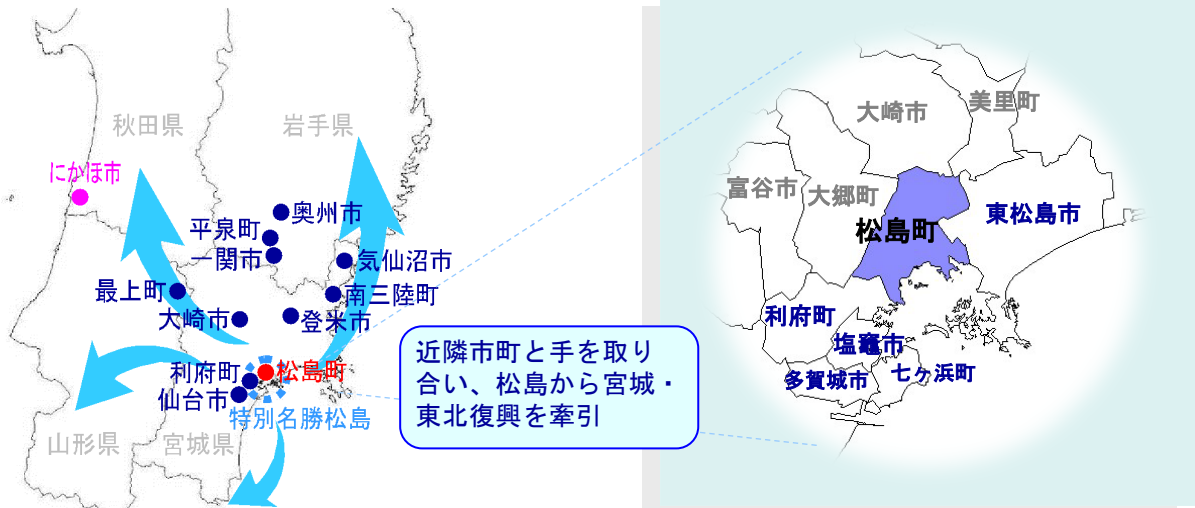 秋田県
岩手県
にかほ市
奥州市
平泉町
一関市
気仙沼市
最上町
南三陸町
大崎市
登米市
利府町
松島町
仙台市
特別名勝松島
山形県
宮城県
近隣市町と手を取り
合い、松島から宮城・
東北復興を牽引
大崎市
美里町
富谷市
大郷町
東松島市
松島町
利府町
塩竈市
多賀城市
七ヶ浜町